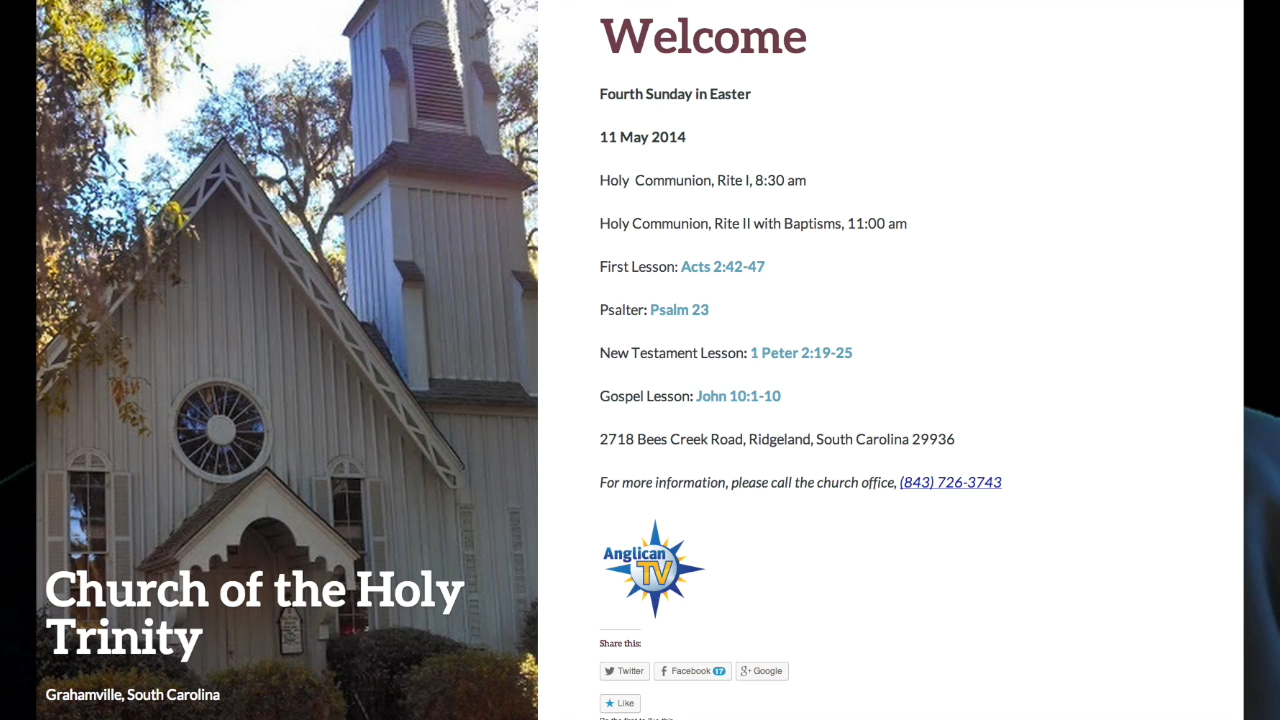 Church of the Holy
Trinity
Grahamville, South Carolina
Welcome
Fourth Sunday in Easter
11 May 2014
Holy Communion, Rite I, 8:30 am
Holy Communion, Rite II with Baptisms, 11:00 am
First Lesson: Acts 2:42-47
Psalter: Psalm 23
New Testament Lesson: 1 Peter 2:19-25
Gospel Lesson: John 10:1-10
2718 Bees Creek Road, Ridgeland, South Carolina 29936
For more information, please call the church office, (843) 726-3743
Anglican
TV
Share this:
Twitter Facebook 17 Google
Like